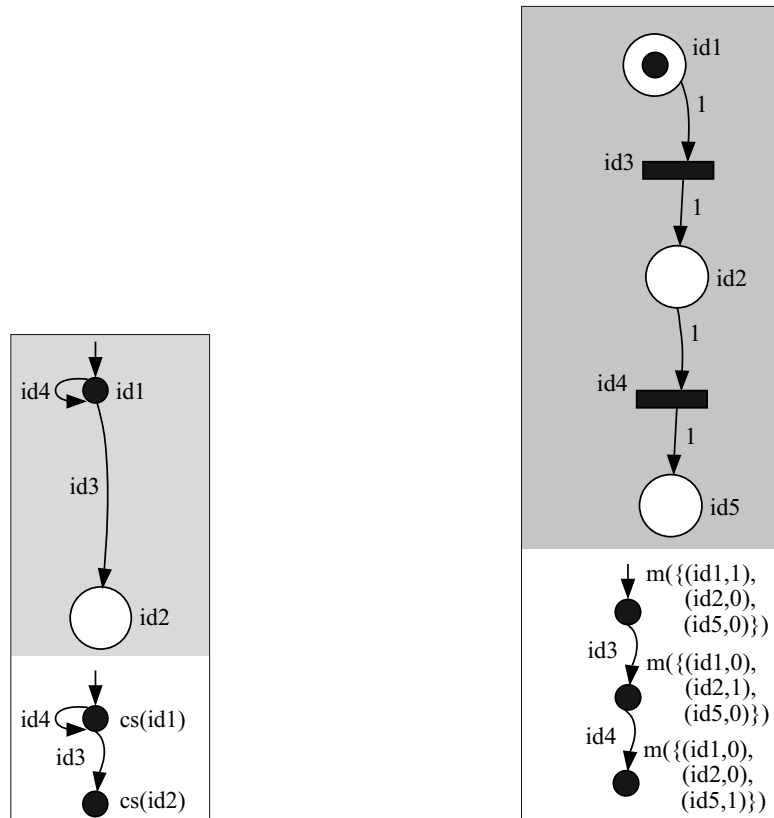 id4
id1
id3
id2
id4
cs(id1)
id3
cs(id2)
id1
1
id3
1
id2
1
id4
1
id5
m({(id1,1),
(id2,0),
(id5,0)})
id3
m({(id1,0),
(id2,1),
(id5,0)})
id4
m({(id1,0),
(id2,0),
(id5,1)})